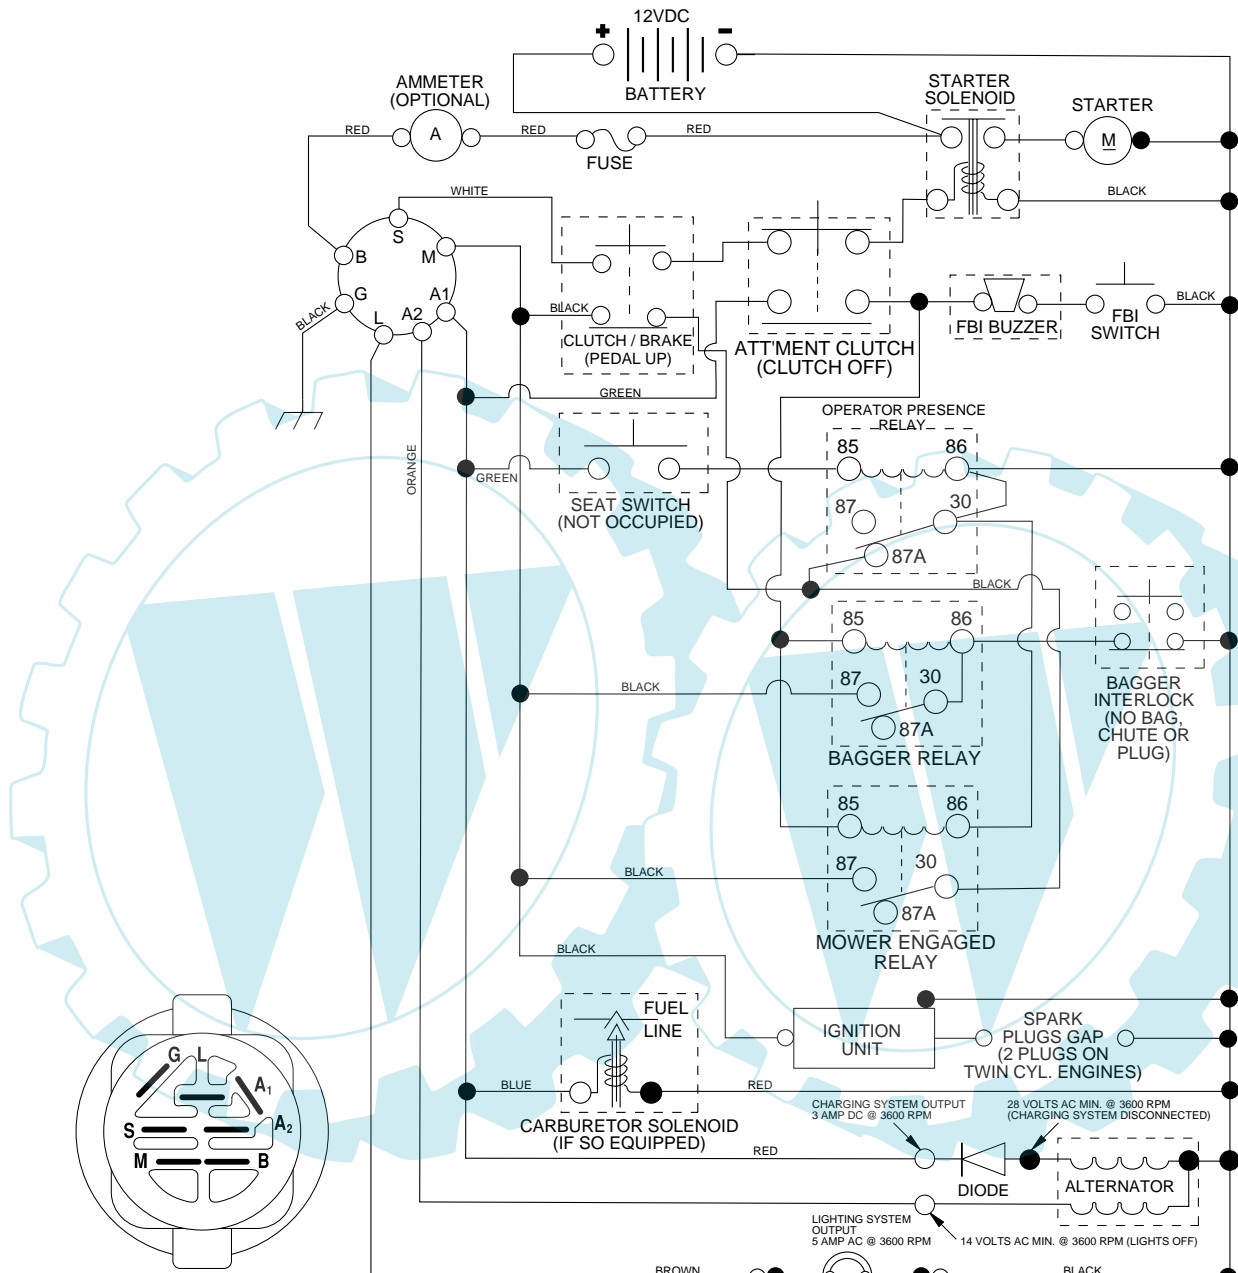 12VDC
+ -
BATTERY
AMMETER
(OPTIONAL)
STARTER
SOLENOID
STARTER
RED
A
RED
FUSE
RED
M
WHITE
BLACK
S
B
M
G
A1
L
A2
BLACK
BLACK
CLUTCH / BRAKE
(PEDAL UP)
ATT'MENT CLUTCH
(CLUTCH OFF)
FBI BUZZER
FBI
SWITCH
BLACK
GREEN
OPERATOR PRESENCE
RELAY
85
86
ORANGE
GREEN
SEAT SWITCH
(NOT OCCUPIED)
87
30
87A
BLACK
85
86
BLACK
87
30
87A
BAGGER RELAY
BAGGER
INTERLOCK
(NO BAG,
CHUTE OR
PLUG)
85
86
BLACK
87
30
87A
MOWER ENGAGED
RELAY
BLACK
FUEL
LINE
IGNITION
UNIT
SPARK
PLUGS GAP
(2 PLUGS ON
TWIN CYL. ENGINES)
G L
A1
A2
S
M
B
BLUE
RED
CARBURETOR SOLENOID
(IF SO EQUIPPED)
CHARGING SYSTEM OUTPUT
3 AMP DC @ 3600 RPM
28 VOLTS AC MIN. @ 3600 RPM
(CHARGING SYSTEM DISCONNECTED)
RED
DIODE
ALTERNATOR
LIGHTING SYSTEM
OUTPUT
5 AMP AC @ 3600 RPM
14 VOLTS AC MIN. @ 3600 RPM (LIGHTS OFF)
BROWN
BLACK